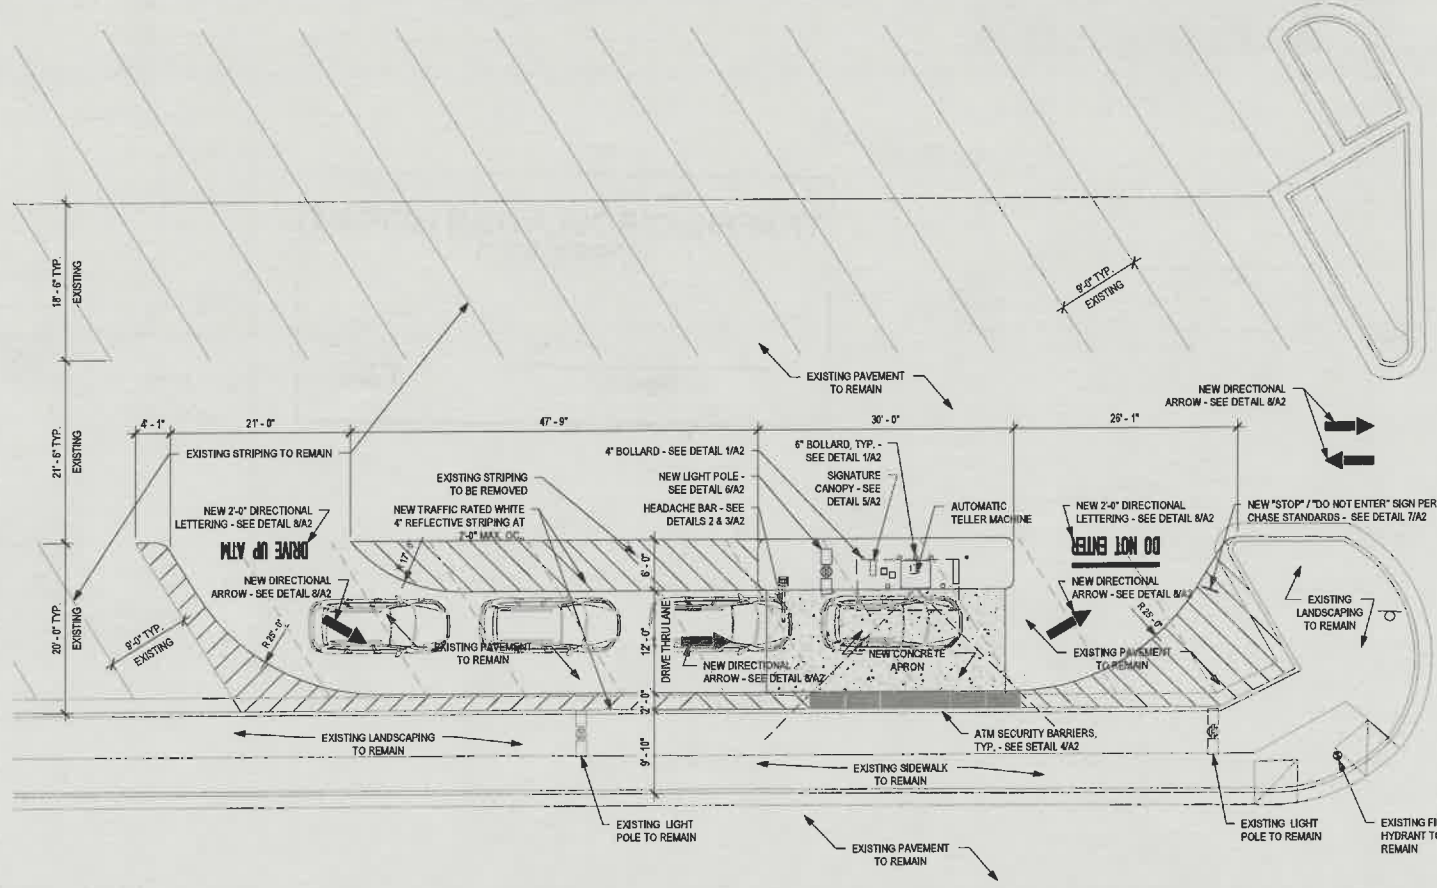 18'- 6" TYP.
EXISTING
9'-0" TYP.
EXISTING
EXISTING PAVEMENT
TO REMAIN
NEW DIRECTIONAL
ARROW - SEE DETAIL 8/A2
21'- 6" TYP.
EXISTING
4' - 1"
21' - 0"
47' - 9"
30' - 0"
26' - 1"
EXISTING STRIPING TO REMAIN
4" BOLLARD - SEE DETAIL 1/A2
6" BOLLARD, TYP. -
SEE DETAIL 1/A2
EXISTING STRIPING
TO BE REMOVED
NEW LIGHT POLE -
SEE DETAIL 6/A2
SIGNATURE
CANOPY - SEE
DETAIL 5/A2
NEW 2'-0" DIRECTIONAL
LETTERING - SEE DETAIL 8/A2
NEW TRAFFIC RATED WHITE
4" REFLECTIVE STRIPING AT
2'-0" MAX. OC.
HEADACHE BAR - SEE
DETAILS 2 & 3/A2
AUTOMATIC
TELLER MACHINE
NEW 2'-0" DIRECTIONAL
LETTERING - SEE DETAIL 8/A2
NEW "STOP" / "DO NOT ENTER" SIGN PER
CHASE STANDARDS - SEE DETAIL 7/A2
DRIVE UP ATM
DO NOT ENTER
20'- 0" TYP.
EXISTING
9'-0" TYP.
EXISTING
NEW DIRECTIONAL
ARROW - SEE DETAIL 8/A2
R 25'- 0"
6'- 0"
12'- 0"
DRIVE THRU LANE
2'- 0"
9'- 10"
EXISTING PAVEMENT
TO REMAIN
NEW DIRECTIONAL
ARROW - SEE DETAIL 8/A2
NEW CONCRETE
APRON
NEW DIRECTIONAL
ARROW - SEE DETAIL 8/A2
R 25'- 0"
EXISTING PAVEMENT
TO REMAIN
EXISTING
LANDSCAPING
TO REMAIN
EXISTING LANDSCAPING
TO REMAIN
ATM SECURITY BARRIERS,
TYP. - SEE SETAIL 4/A2
EXISTING SIDEWALK
TO REMAIN
EXISTING LIGHT
POLE TO REMAIN
EXISTING PAVEMENT
TO REMAIN
EXISTING LIGHT
POLE TO REMAIN
EXISTING FI
HYDRANT TO
REMAIN